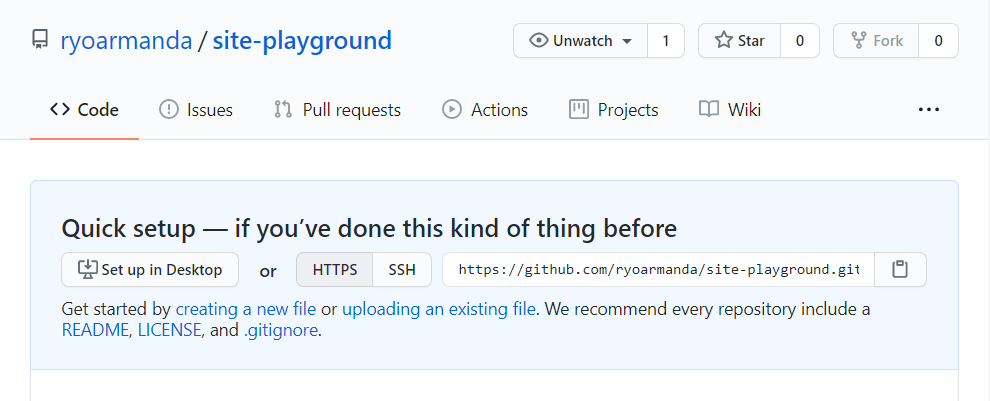 ryoarmanda / site-playground Unwatch 1 Star 0 Fork 0
Code Issues Pull requests Actions Projects Wiki ···
Quick setup — if you’ve done this kind of thing before
Set up in Desktop or HTTPS SSH https://github.com/ryoarmanda/site-playground.git
Get started by creating a new file or uploading an existing file. We recommend every repository include a
README, LICENSE, and .gitignore.